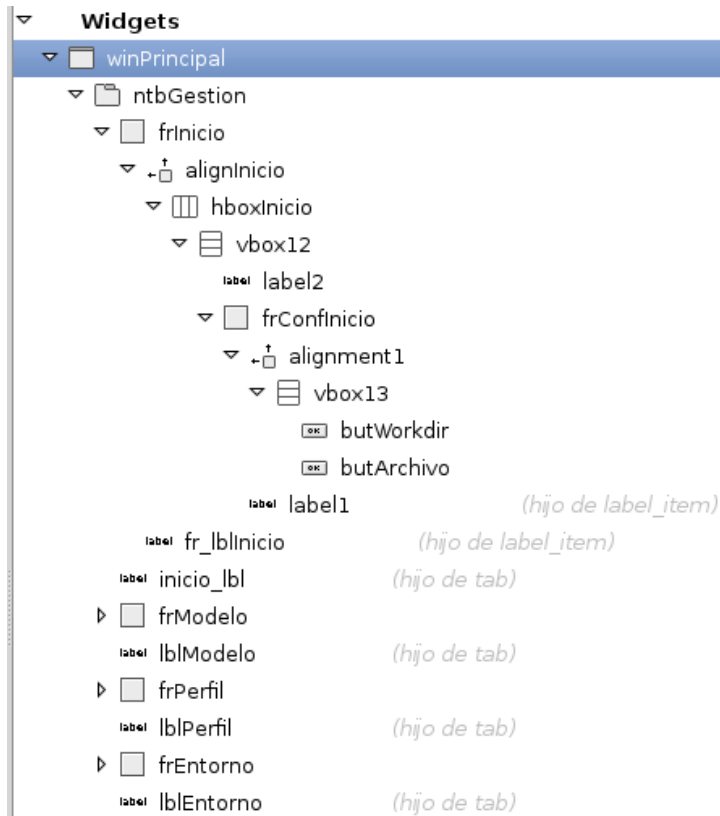 Widgets
winPrincipal
ntbGestion
frInicio
alignInicio
hboxInicio
vbox12
label label2
frConfInicio
alignment1
vbox13
OK butWorkdir
OK butArchivo
label label1 (hijo de label_item)
label fr_lblInicio (hijo de label_item)
label inicio_lbl (hijo de tab)
frModelo
label lblModelo (hijo de tab)
frPerfil
label lblPerfil (hijo de tab)
frEntorno
label lblEntorno (hijo de tab)